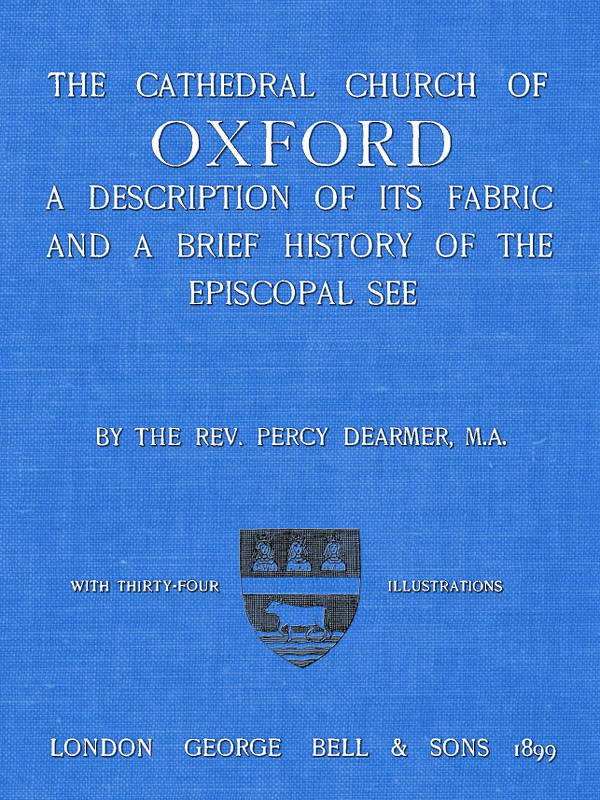 THE CATHEDRAL CHURCH OF
OXFORD
A DESCRIPTION OF ITS FABRIC
AND A BRIEF HISTORY OF THE
EPISCOPAL SEE
BY THE REV. PERCY DEARMER, M.A.
WITH THIRTY-FOUR ILLUSTRATIONS
LONDON GEORGE BELL & SONS 1899